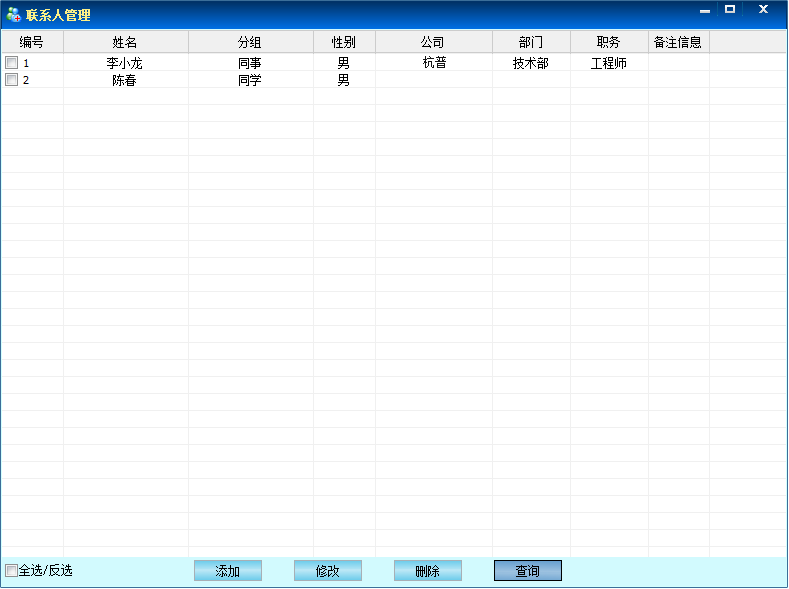 联系人管理
编号 姓名 分组 性别 公司 部门 职务 备注信息
1 李小龙 同事 男 杭普 技术部 工程师
2 陈春 同学 男
全选/反选 添加 修改 删除 查询